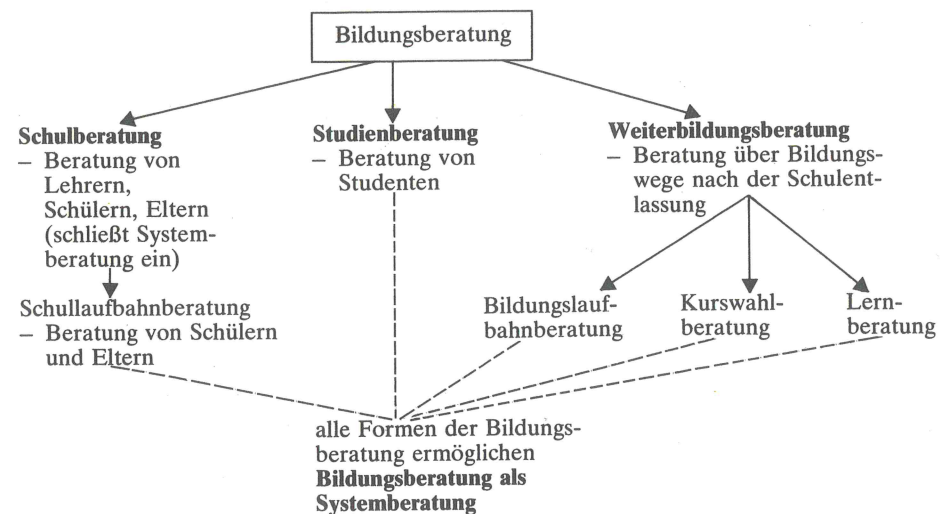 Bildungsberatung
Schulberatung
– Beratung von
Lehrern,
Schülern, Eltern
(schließt System-
beratung ein)
Schullaufbahnberatung
– Beratung von Schülern
und Eltern
Studienberatung
– Beratung von
Studenten
Weiterbildungsberatung
– Beratung über Bildungs-
wege nach der Schulent-
lassung
Bildungslauf-
bahnberatung
Kurswahl-
beratung
Lern-
beratung
alle Formen der Bildungs-
beratung ermöglichen
Bildungsberatung als
Systemberatung